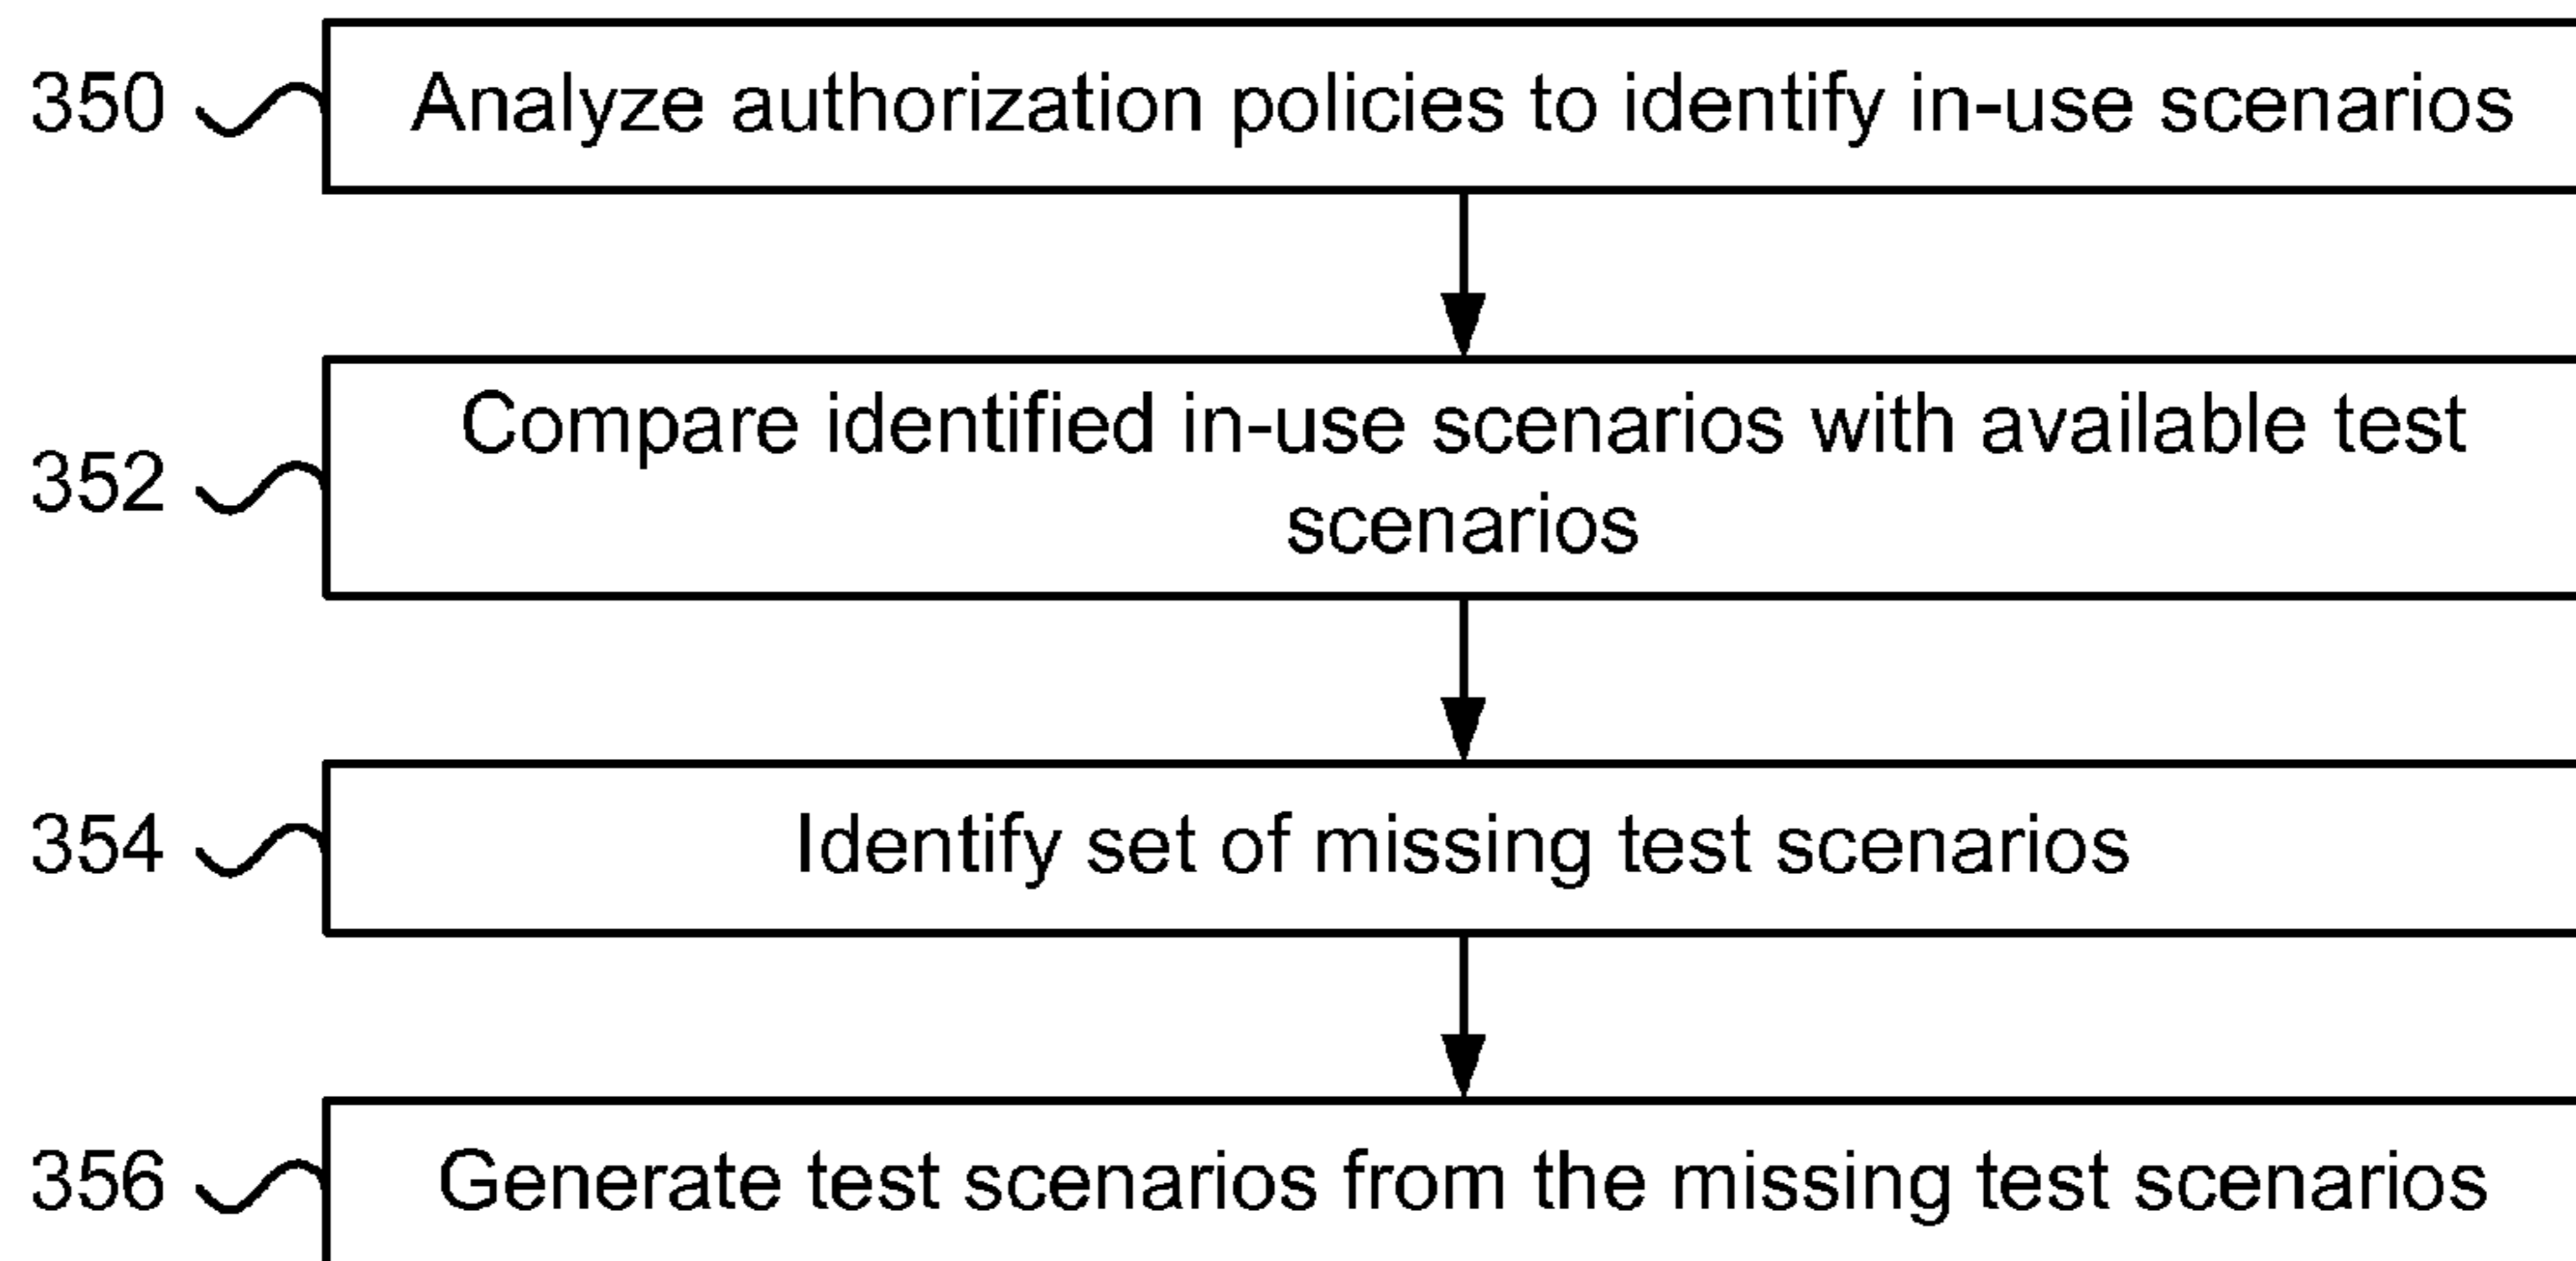 350
Analyze authorization policies to identify in-use scenarios
352
Compare identified in-use scenarios with available test
scenarios
354
Identify set of missing test scenarios
356
Generate test scenarios from the missing test scenarios